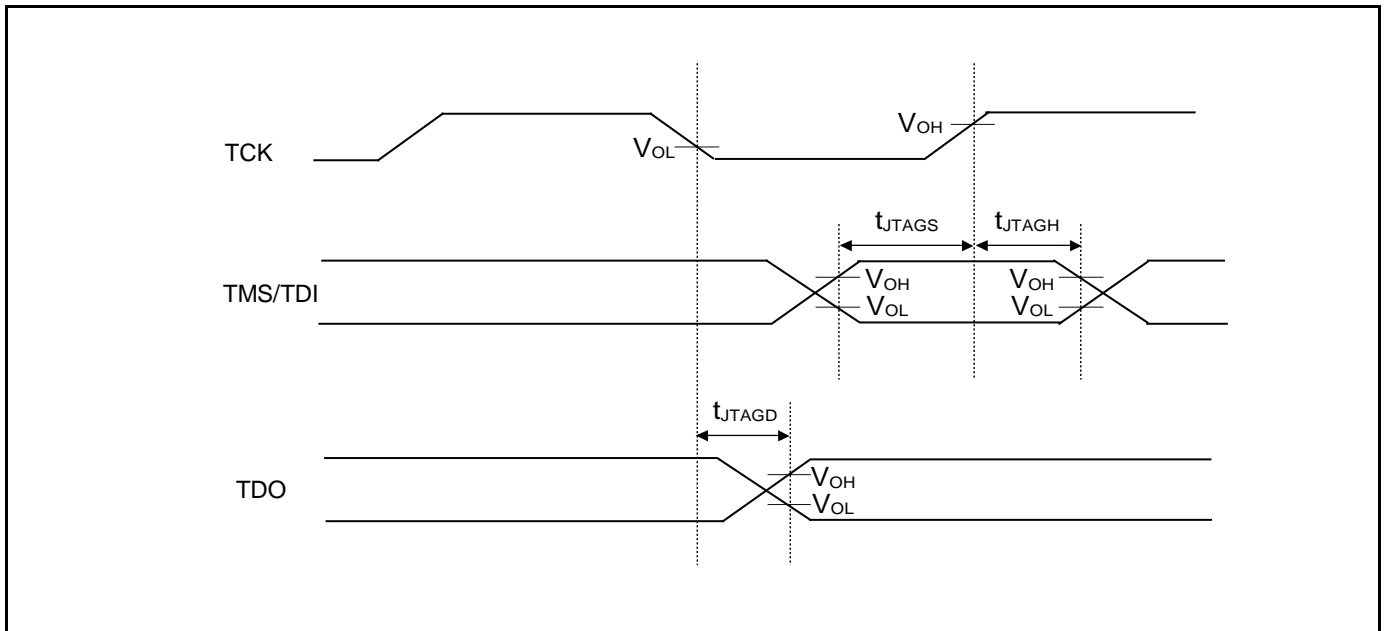 TCK
VOL
VOH
tJTAGS
tJTAGH
TMS/TDI
VOH
VOL
VOH
VOL
tJTAGD
TDO
VOH
VOL